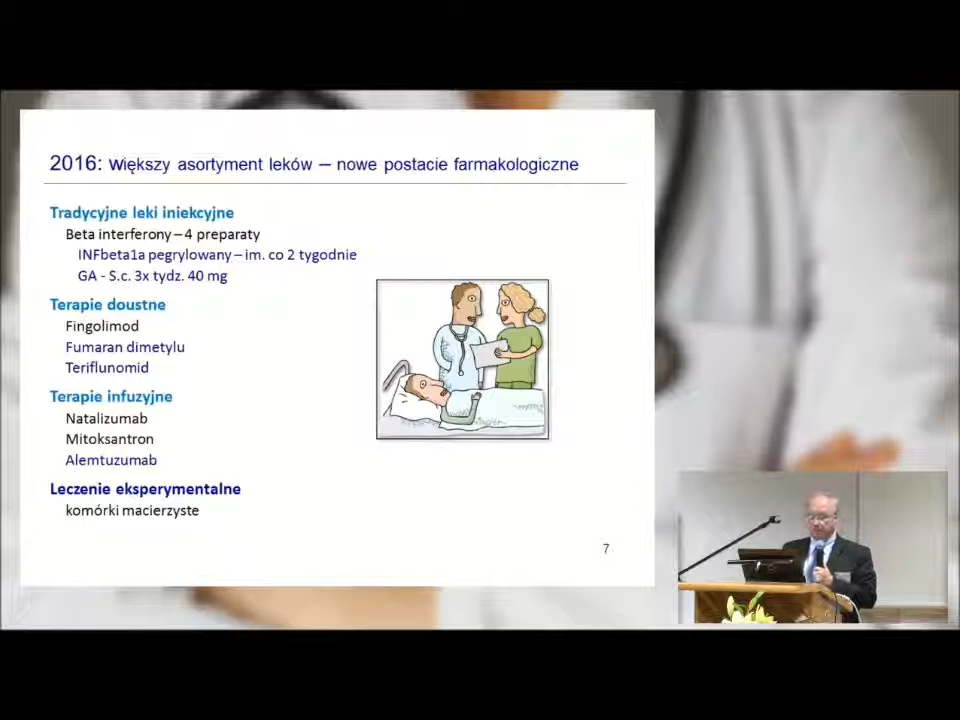 2016: Większy asortyment leków – nowe postacie farmakologiczne
Tradycyjne leki iniekcyjne
Beta interferony – 4 preparaty
INFbeta1a pegrylowany – im. co 2 tygodnie
GA - S.c. 3x tydz. 40 mg
Terapie doustne
Fingolimod
Fumaran dimetylu
Teriflunomid
Terapie infuzyjne
Natalizumab
Mitoksantron
Alemtuzumab
Leczenie eksperymentalne
komórki macierzyste
7